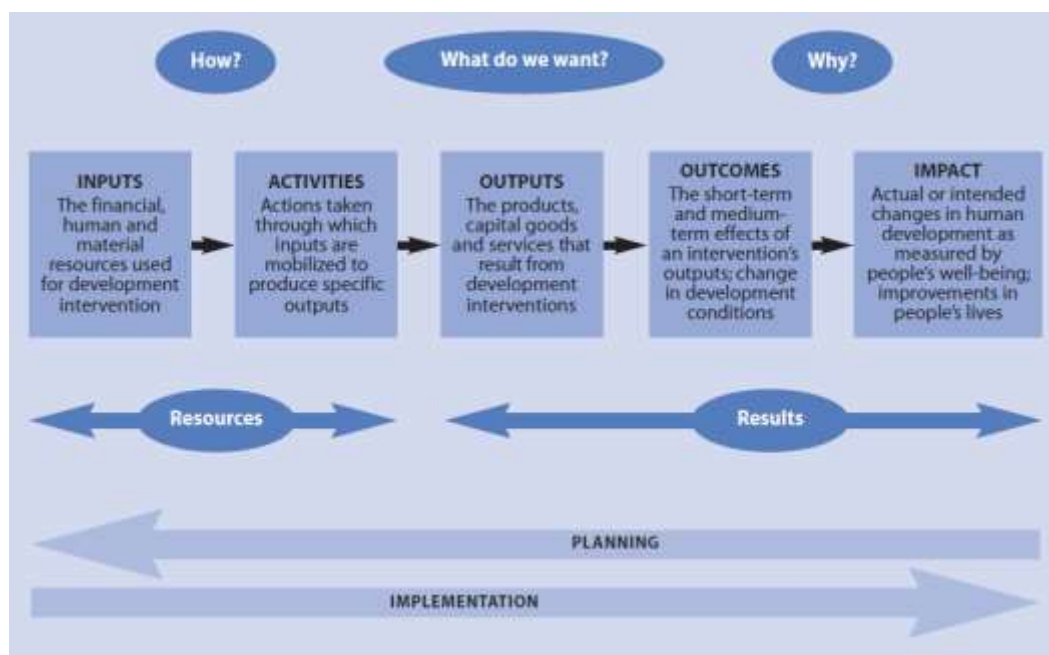 How?
What do we want?
Why?
INPUTS
The financial,
human and
material
resources used
for development
intervention
ACTIVITIES
Actions taken
through which
inputs are
mobilized to
produce specific
outputs
OUTPUTS
The products,
capital goods
and services that
result from
development
interventions
OUTCOMES
The short-term
and medium-
term effects of
an intervention's
outputs; change
in development
conditions
IMPACT
Actual or intended
changes in human
development as
measured by
people's well-being;
improvements in
people's lives
Resources
Results
PLANNING
IMPLEMENTATION